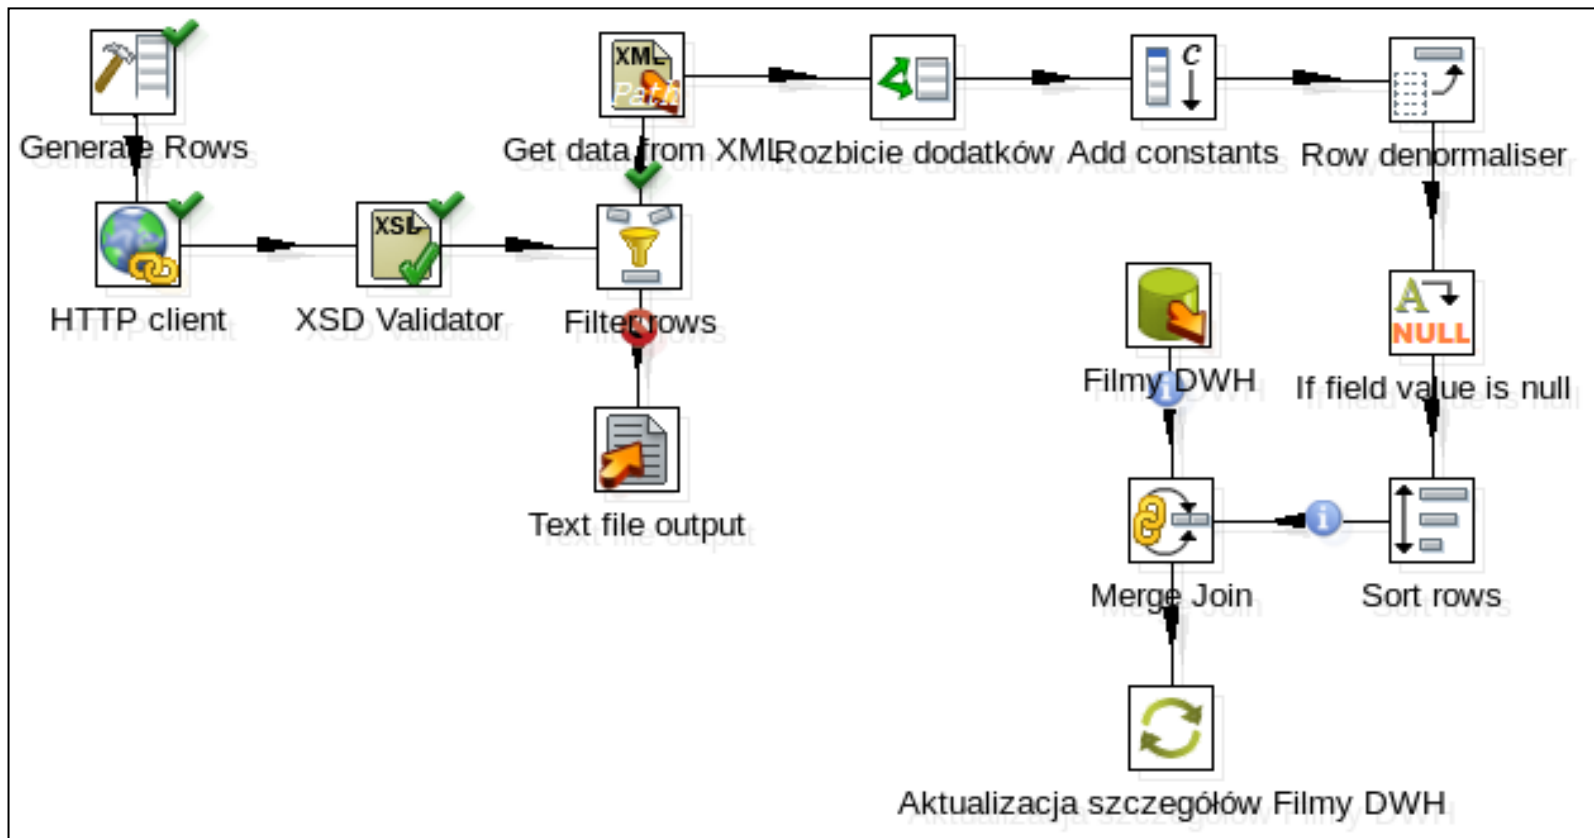 XML
Path
C
Generate Rows
Get data from XML
Rozbicie dodatków
Add constants
Row denormaliser
XSD
HTTP client
XSD Validator
Filter rows
A
NULL
Filmy DWH
i
If field value is null
i
Text file output
Merge Join
Sort rows
Aktualizacja szczegółów Filmy DWH